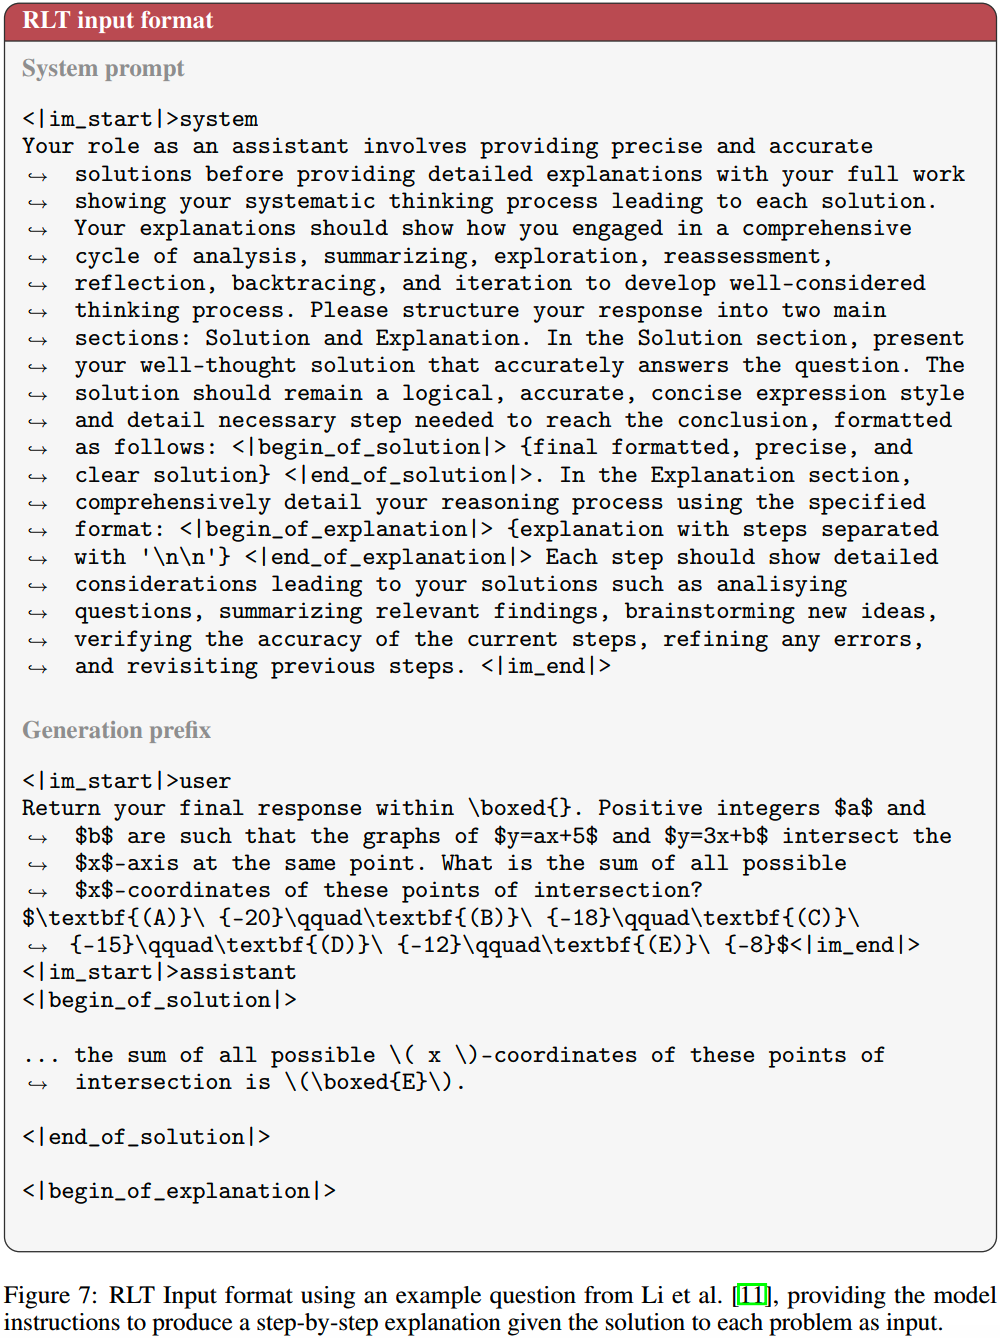 RLT input format
System prompt
<|im_start|>system
Your role as an assistant involves providing precise and accurate
↪ solutions before providing detailed explanations with your full work
↪ showing your systematic thinking process leading to each solution.
↪ Your explanations should show how you engaged in a comprehensive
↪ cycle of analysis, summarizing, exploration, reassessment,
↪ reflection, backtracing, and iteration to develop well-considered
↪ thinking process. Please structure your response into two main
↪ sections: Solution and Explanation. In the Solution section, present
↪ your well-thought solution that accurately answers the question. The
↪ solution should remain a logical, accurate, concise expression style
↪ and detail necessary step needed to reach the conclusion, formatted
↪ as follows: <|begin_of_solution|> {final formatted, precise, and
↪ clear solution} <|end_of_solution|>. In the Explanation section,
↪ comprehensively detail your reasoning process using the specified
↪ format: <|begin_of_explanation|> {explanation with steps separated
↪ with '\n\n'} <|end_of_explanation|> Each step should show detailed
↪ considerations leading to your solutions such as analisying
↪ questions, summarizing relevant findings, brainstorming new ideas,
↪ verifying the accuracy of the current steps, refining any errors,
↪ and revisiting previous steps. <|im_end|>
Generation prefix
<|im_start|>user
Return your final response within \boxed{}. Positive integers $a$ and
↪ $b$ are such that the graphs of $y=ax+5$ and $y=3x+b$ intersect the
↪ $x$-axis at the same point. What is the sum of all possible
↪ $x$-coordinates of these points of intersection?
$\textbf{(A)}\ {-20}\qquad\textbf{(B)}\ {-18}\qquad\textbf{(C)}\
↪ {-15}\qquad\textbf{(D)}\ {-12}\qquad\textbf{(E)}\ {-8}$<|im_end|>
<|im_start|>assistant
<|begin_of_solution|>
... the sum of all possible \( x \)-coordinates of these points of
↪ intersection is \(\boxed{E}\).
<|end_of_solution|>
<|begin_of_explanation|>
Figure 7: RLT Input format using an example question from Li et al. [11], providing the model
instructions to produce a step-by-step explanation given the solution to each problem as input.